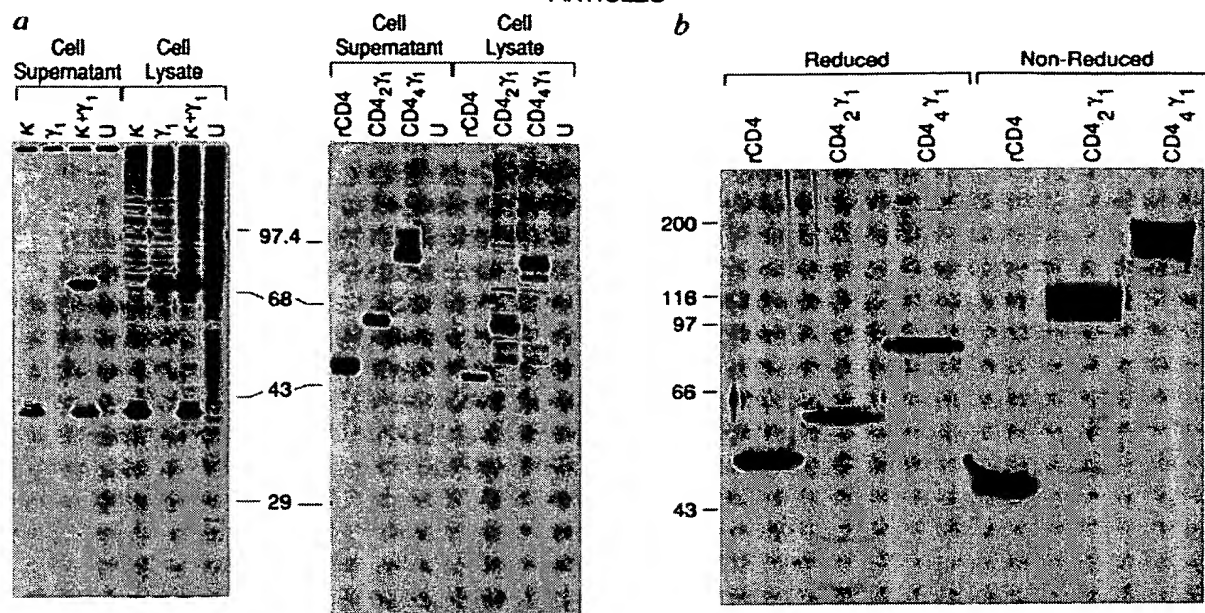 ARTICLES
a
Cell Supernatant
Cell Lysate
κ γ₁ κ+γ₁ U κ γ₁ κ+γ₁ U
Cell Supernatant
Cell Lysate
rCD4 CD4₂γ₁ CD4₄γ₁ U rCD4 CD4₂γ₁ CD4₄γ₁ U
97.4
68
43
29
b
Reduced
Non-Reduced
rCD4 CD4₂γ₁ CD4₄γ₁ rCD4 CD4₂γ₁ CD4₄γ₁
200
116
97
66
43